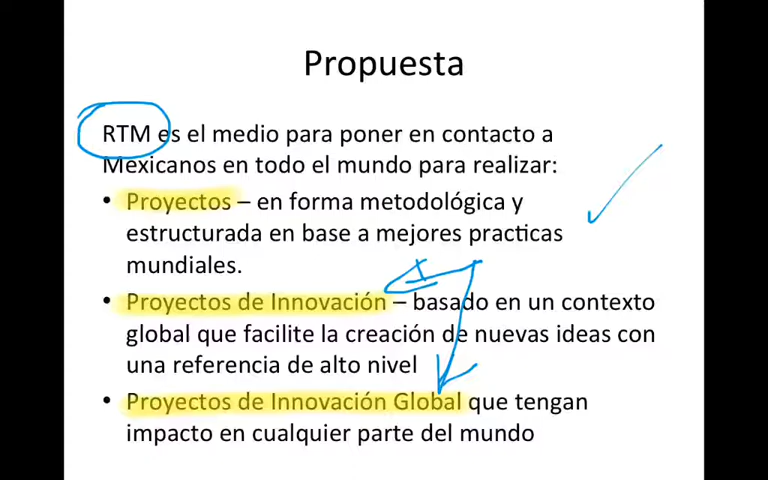 Propuesta
RTM es el medio para poner en contacto a
Mexicanos en todo el mundo para realizar:
• Proyectos – en forma metodológica y
estructurada en base a mejores practicas
mundiales.
• Proyectos de Innovación – basado en un contexto
global que facilite la creación de nuevas ideas con
una referencia de alto nivel
• Proyectos de Innovación Global que tengan
impacto en cualquier parte del mundo